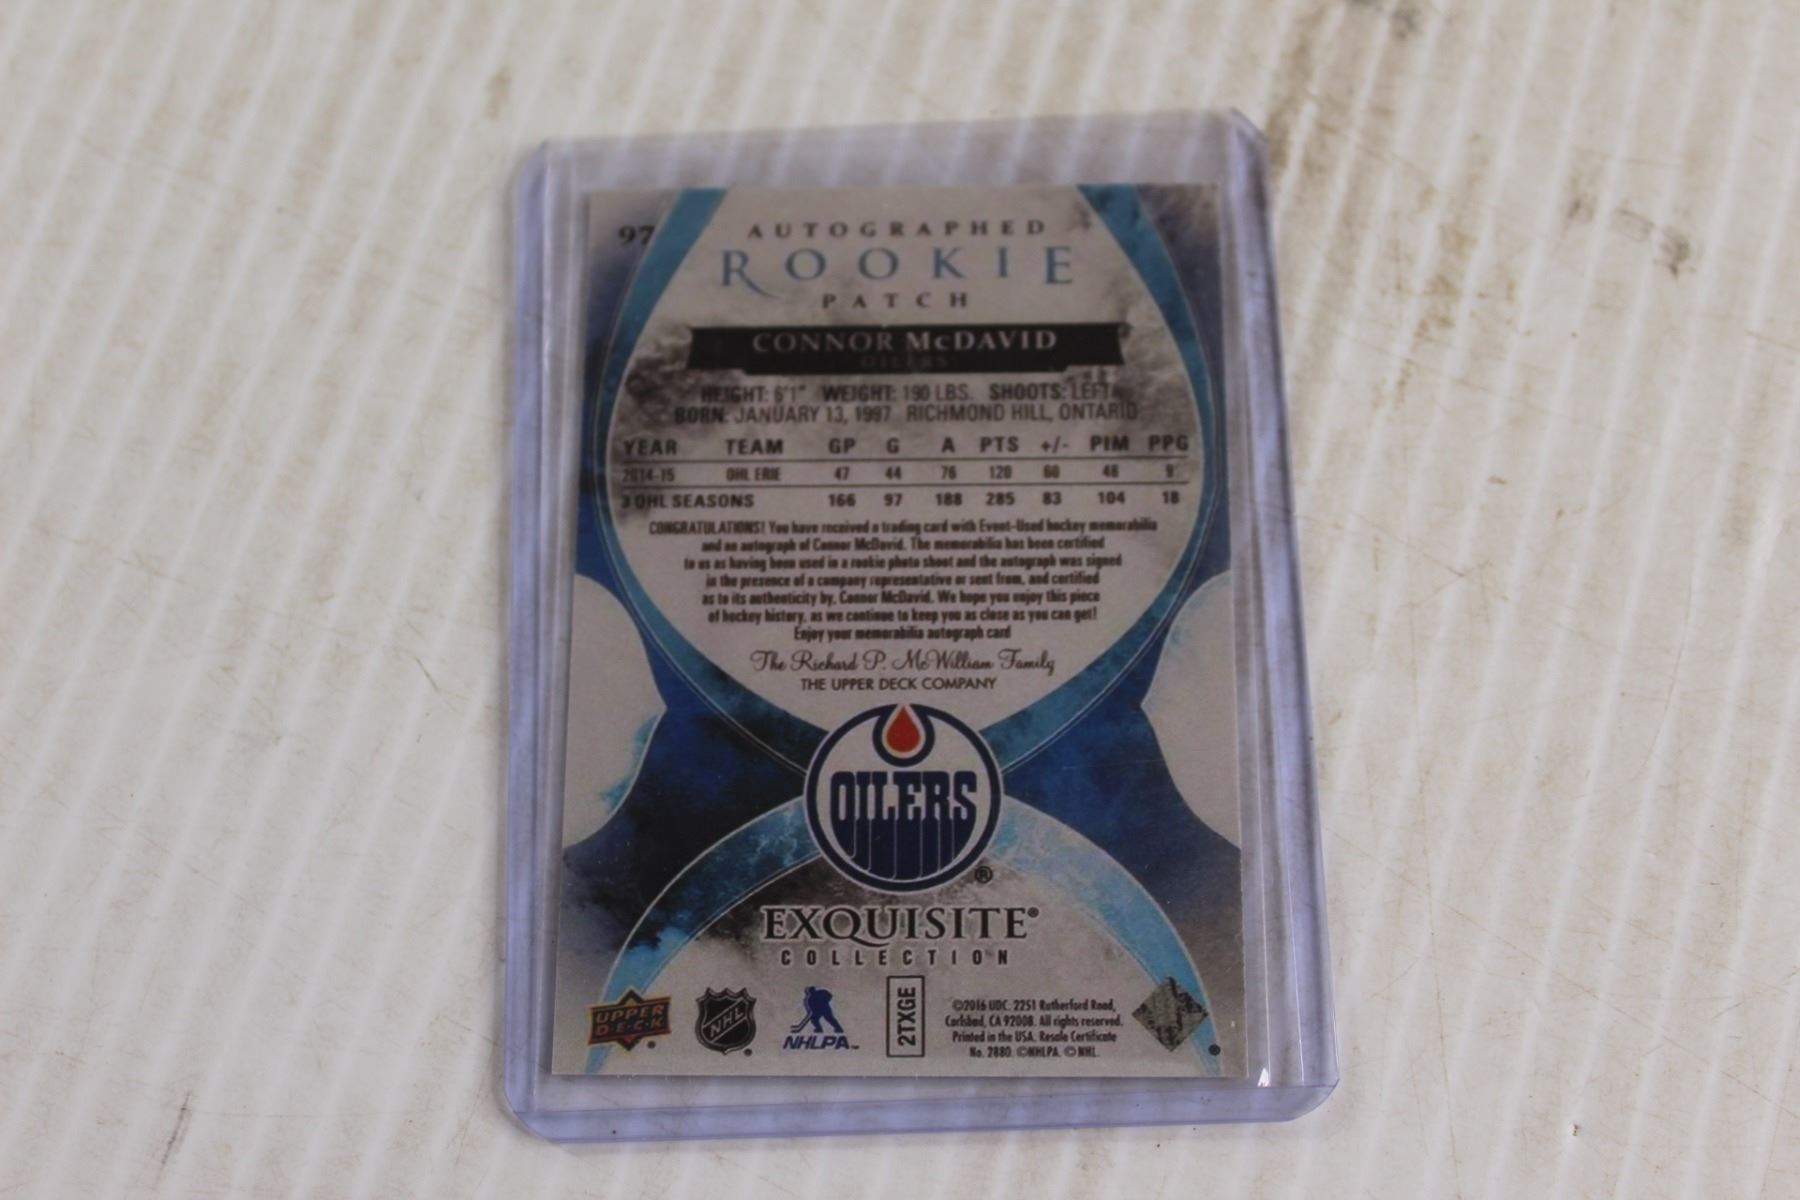 97
AUTOGRAPHED
ROOKIE
PATCH
CONNOR McDAVID
OILERS
HEIGHT: 6'1" WEIGHT: 190 LBS. SHOOTS: LEFT
BORN: JANUARY 13, 1997 RICHMOND HILL, ONTARIO
YEAR TEAM GP G A PTS +/- PIM PPG
2014-15 OHL ERIE 47 44 76 120 60 48 9
3 OHL SEASONS 166 97 188 285 83 104 18
CONGRATULATIONS! You have received a trading card with Event-Used hockey memorabilia
and an autograph of Connor McDavid. The memorabilia has been certified
to us as having been used in a rookie photo shoot and the autograph was signed
in the presence of a company representative or sent from, and certified
as to its authenticity by, Connor McDavid. We hope you enjoy this piece
of hockey history, as we continue to keep you as close as you can get!
Enjoy your memorabilia autograph card
The Richard P. McWilliam Family
THE UPPER DECK COMPANY
OILERS
®
EXQUISITE®
COLLECTION
UPPER
D·E·C·K
NHL
NHLPA
2TXGE
©2016 UDC. 2251 Rutherford Road,
Carlsbad, CA 92008. All rights reserved.
Printed in the USA. Resale Certificate
No. 2880. ©NHLPA. ©NHL.